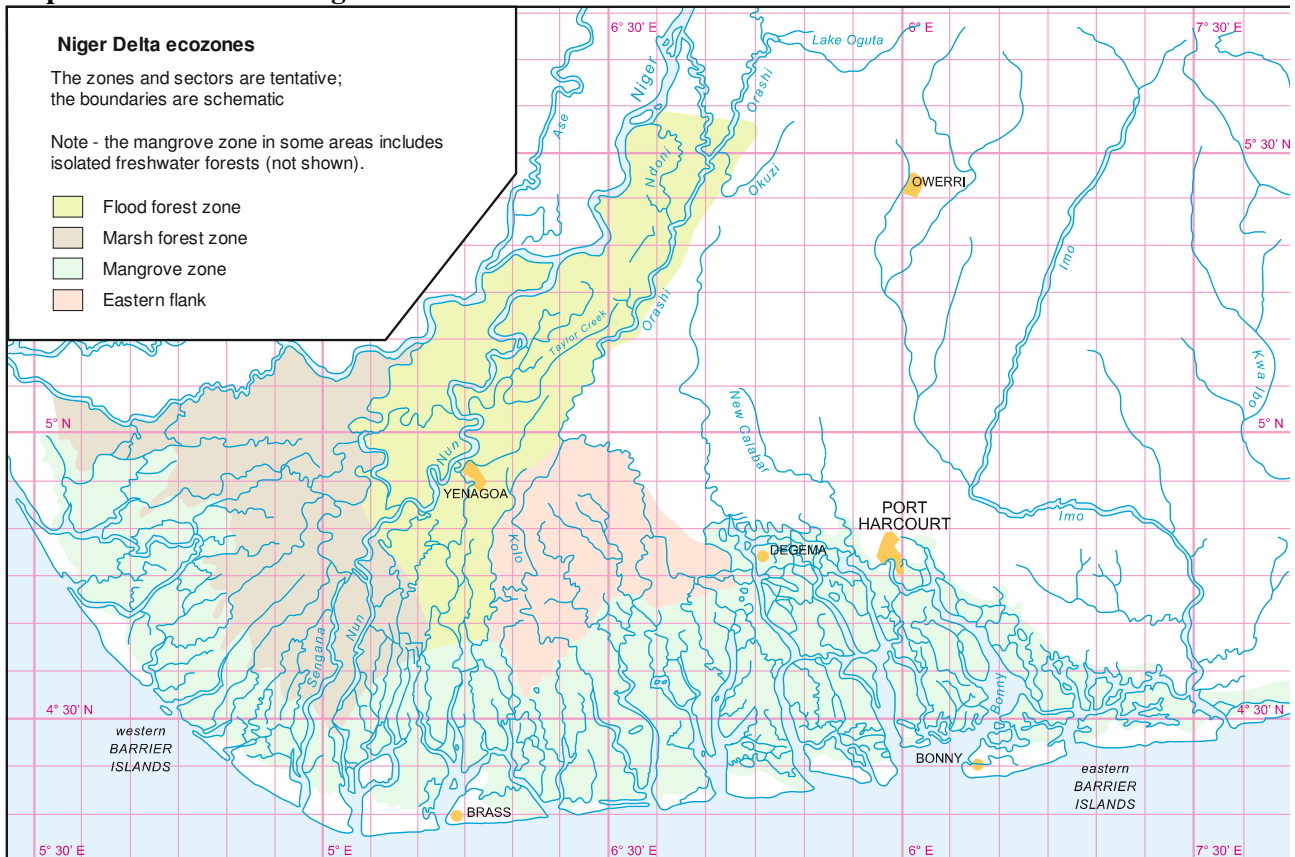 Niger Delta ecozones
The zones and sectors are tentative;
the boundaries are schematic
Note - the mangrove zone in some areas includes
isolated freshwater forests (not shown).
Flood forest zone
Marsh forest zone
Mangrove zone
Eastern flank
6° 30' E
6° E
7° 30' E
Lake Oguta
Niger
Orashi
Ase
5° 30' N
Ndoni
Okuzi
OWERRI
Imo
Orashi
Taylor Creek
Kwa Ibo
New Calabar
5° N
5° N
Nun
YENAGOA
PORT
HARCOURT
Imo
Kolo
DEGEMA
Nun
Sengana
Bonny
4° 30' N
4° 30' N
western
BARRIER
ISLANDS
BONNY
eastern
BARRIER
ISLANDS
BRASS
5° 30' E
5° E
6° 30' E
6° E
7° 30' E